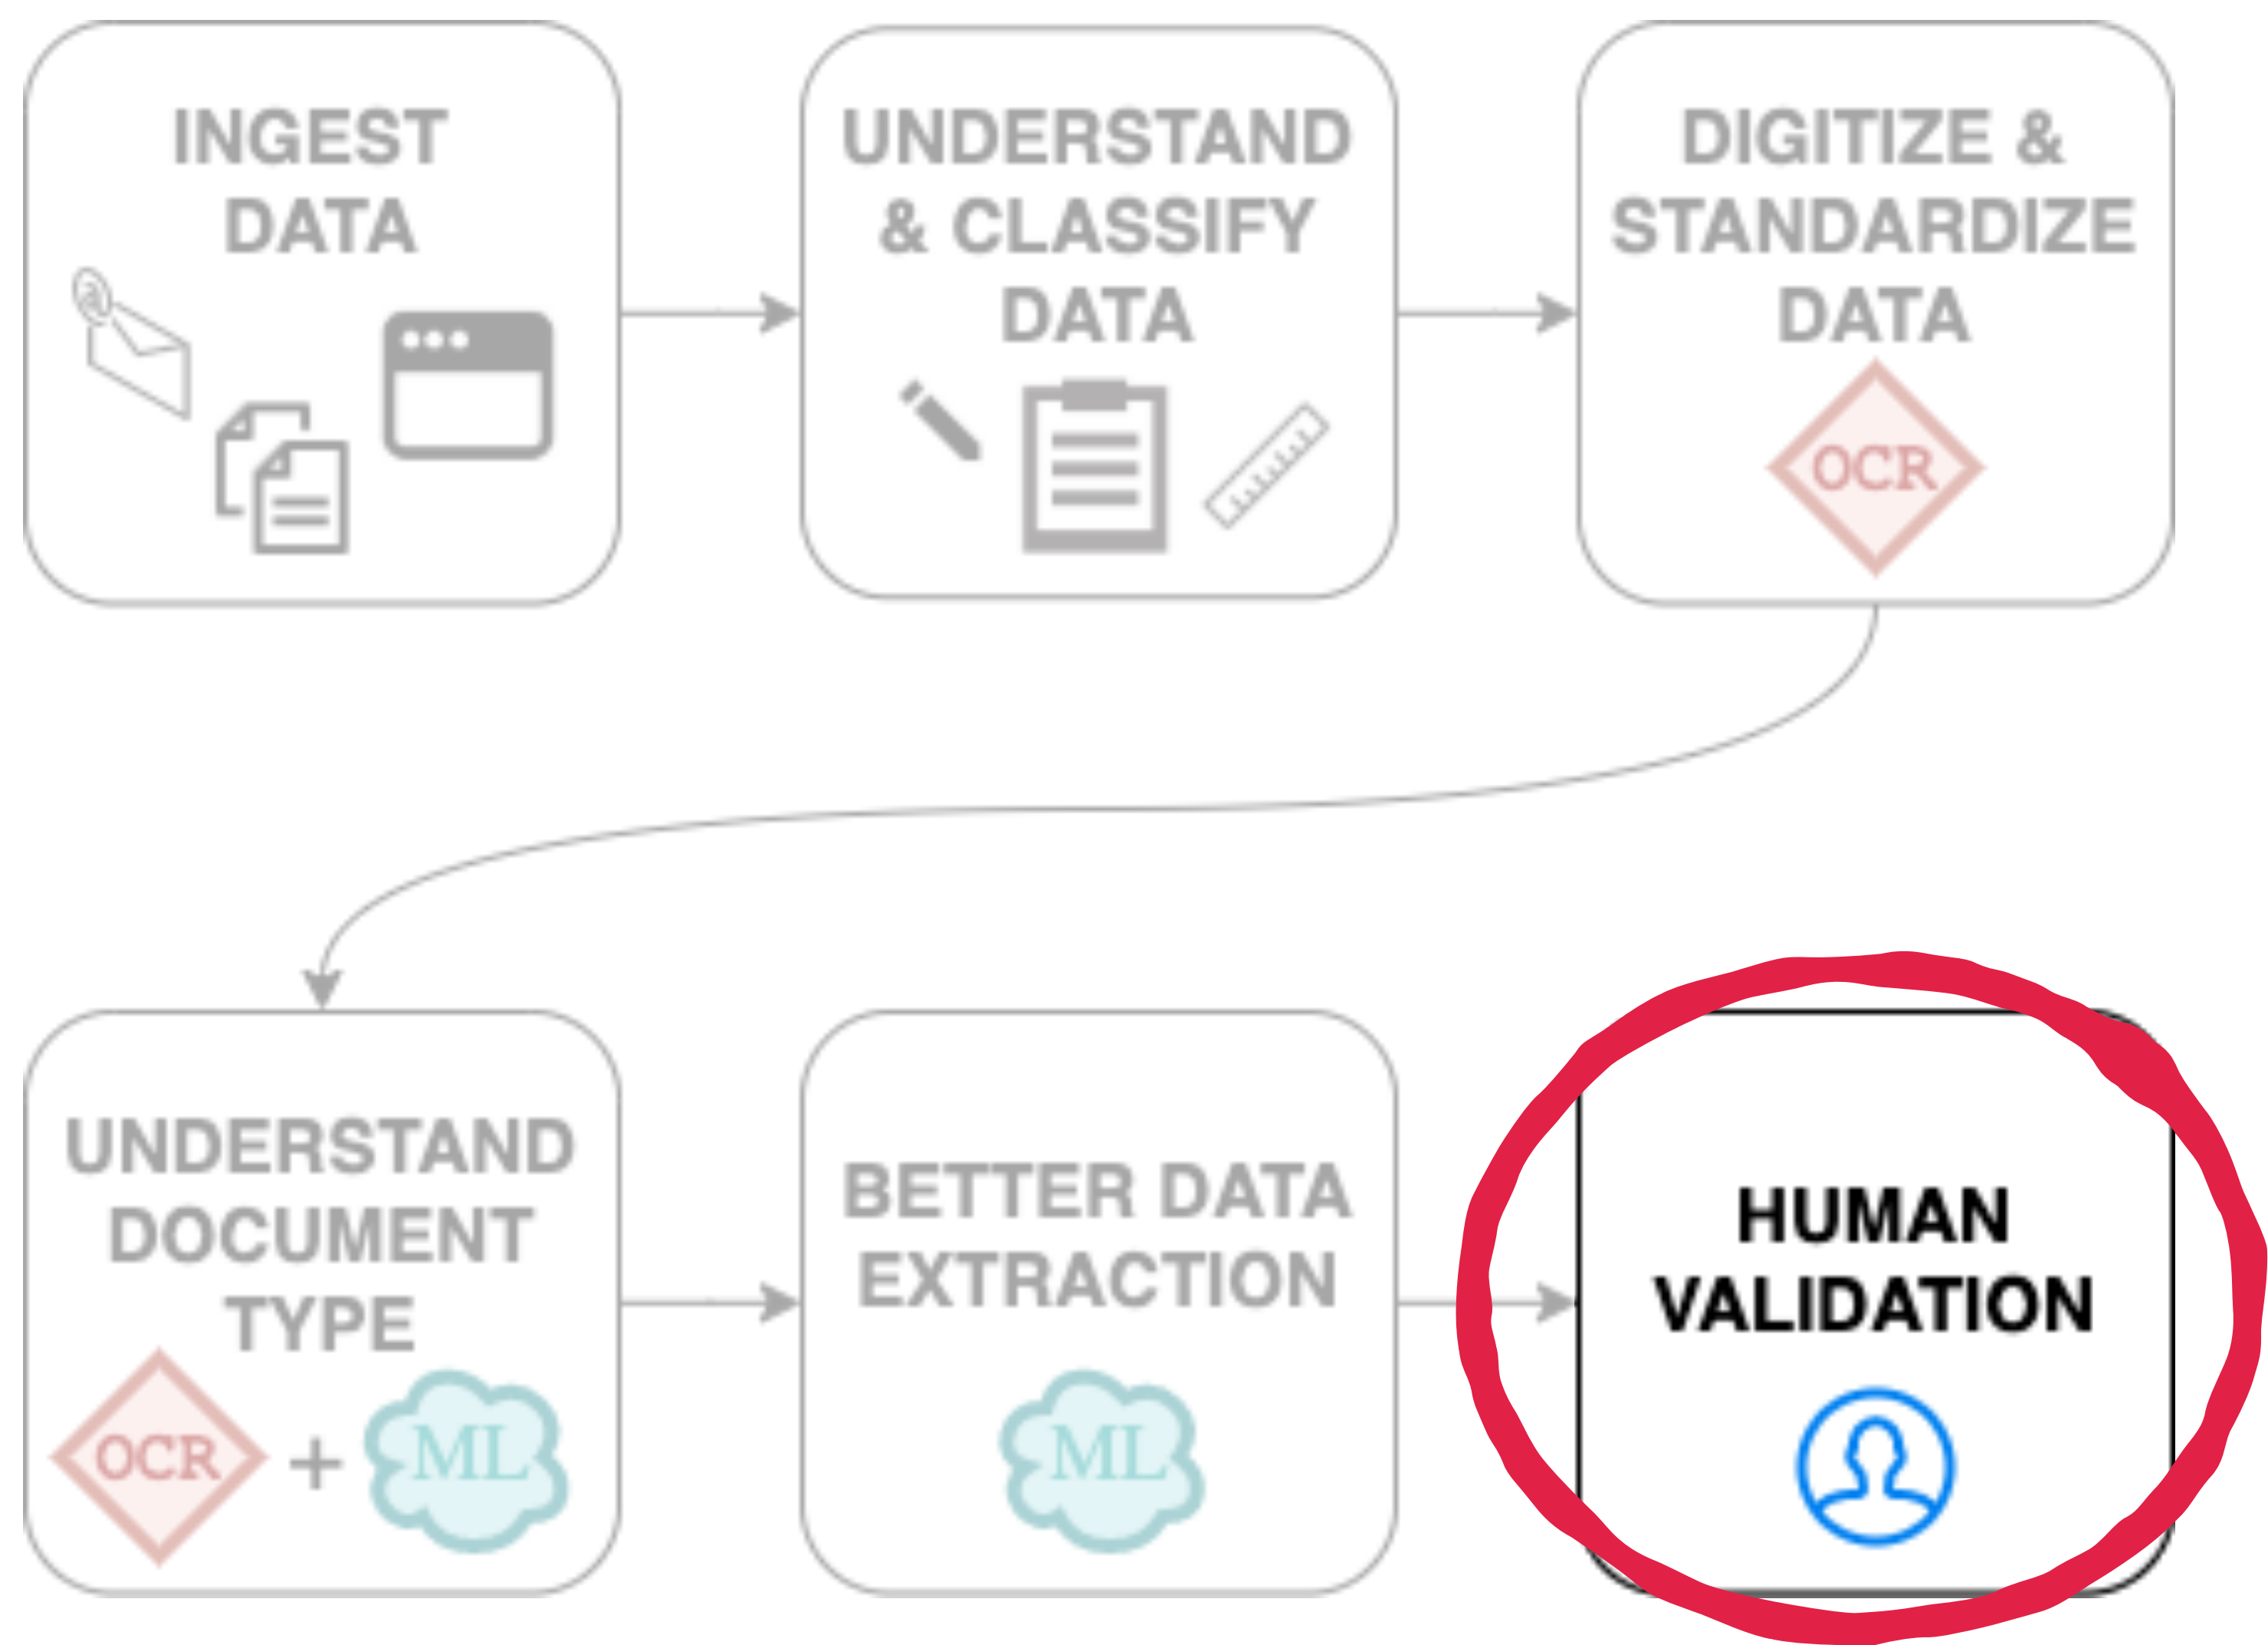 INGEST
DATA
UNDERSTAND
& CLASSIFY
DATA
DIGITIZE &
STANDARDIZE
DATA
OCR
UNDERSTAND
DOCUMENT
TYPE
OCR + ML
BETTER DATA
EXTRACTION
ML
HUMAN
VALIDATION